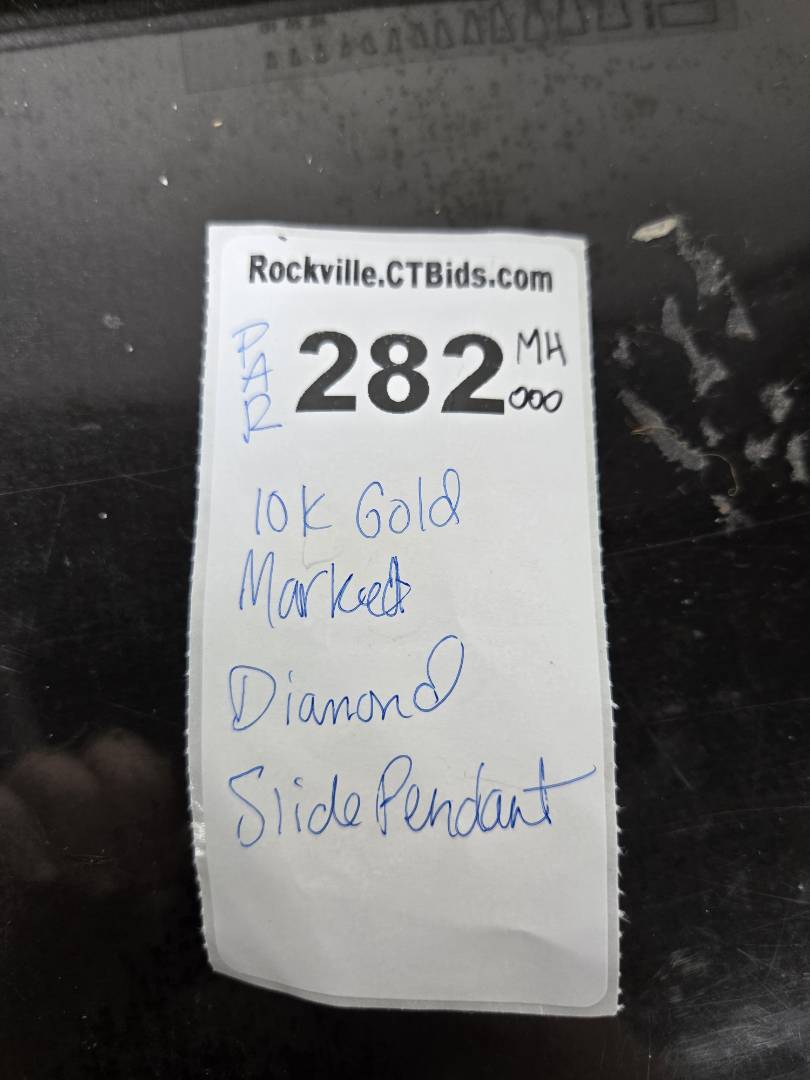 Rockville.CTBids.com
PAR 282 MH
000
10K Gold
Marked
Diamond
Slide Pendant